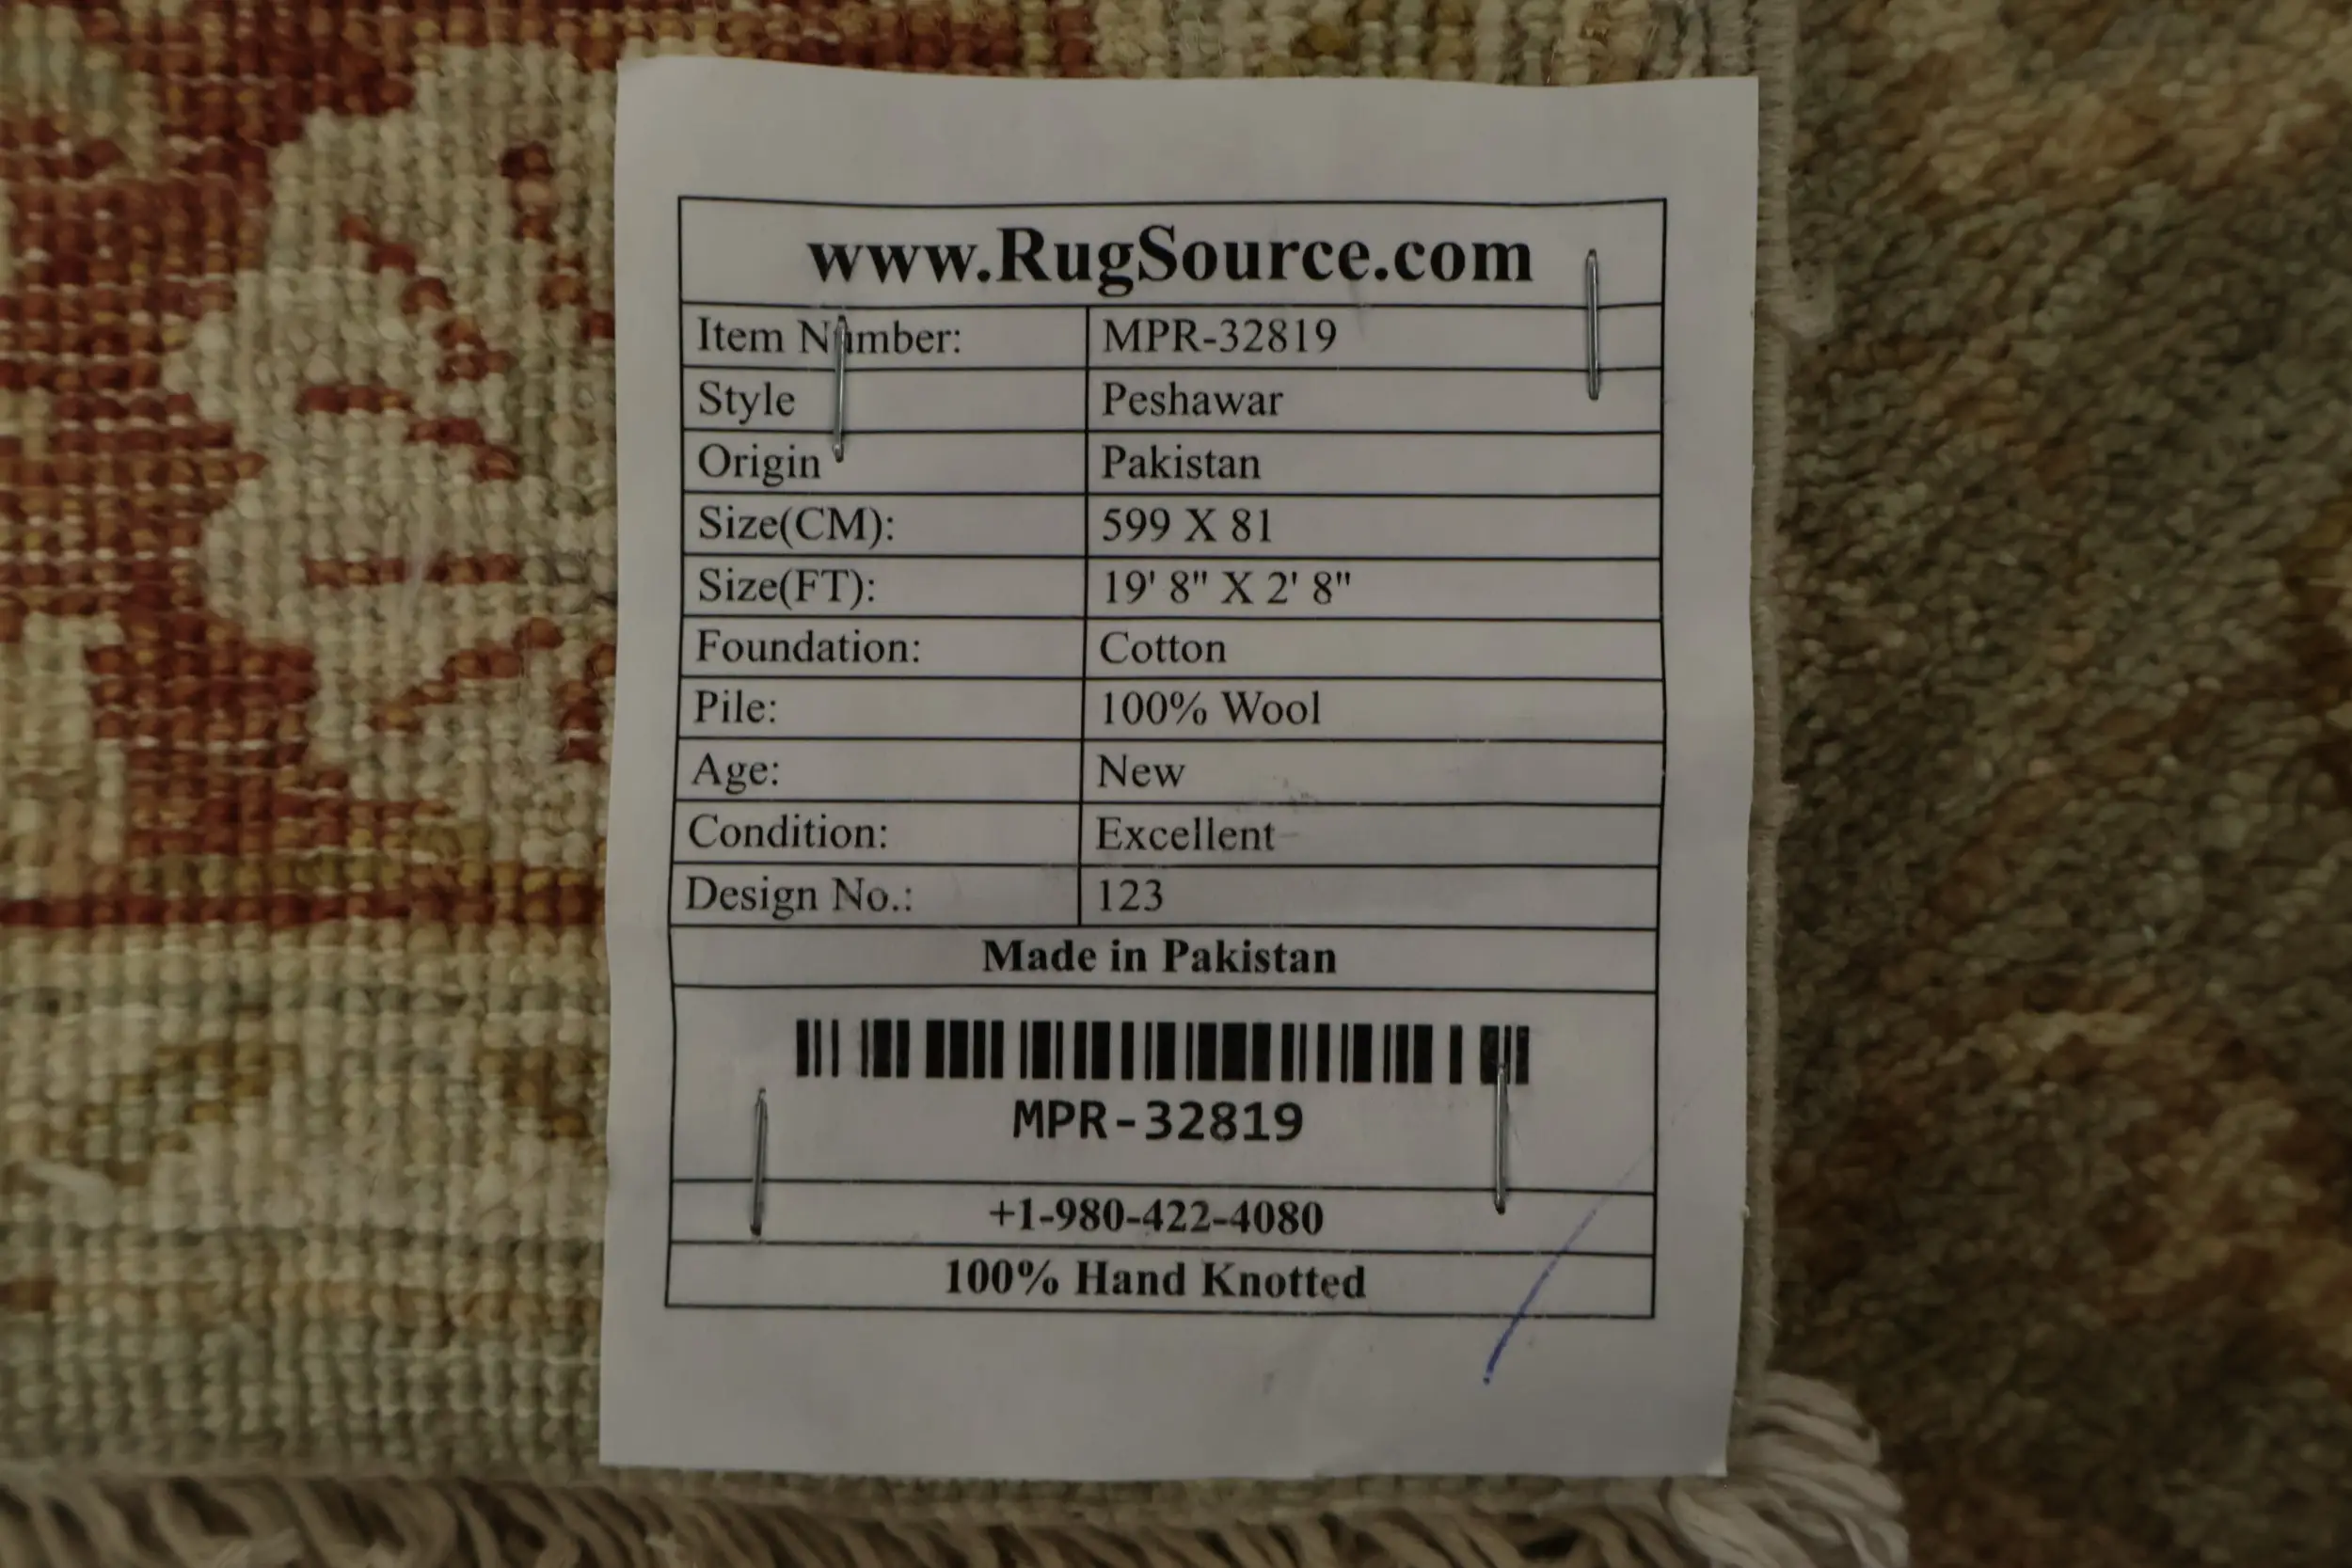 www.RugSource.com
Item Number: MPR-32819
Style Peshawar
Origin Pakistan
Size(CM): 599 X 81
Size(FT): 19' 8" X 2' 8"
Foundation: Cotton
Pile: 100% Wool
Age: New
Condition: Excellent
Design No.: 123
Made in Pakistan
MPR-32819
+1-980-422-4080
100% Hand Knotted